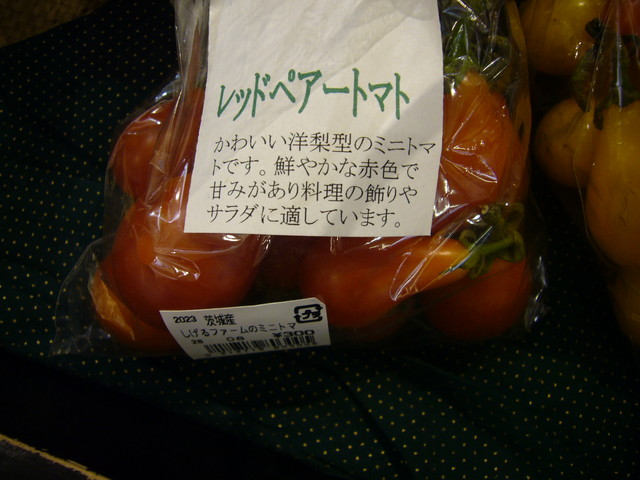 レッドペアートマト
かわいい洋梨型のミニトマ
トです。鮮やかな赤色で
甘みがあり料理の飾りや
サラダに適しています。
2023 茨城産
しげるファームのミニトマ
28 06 ¥300